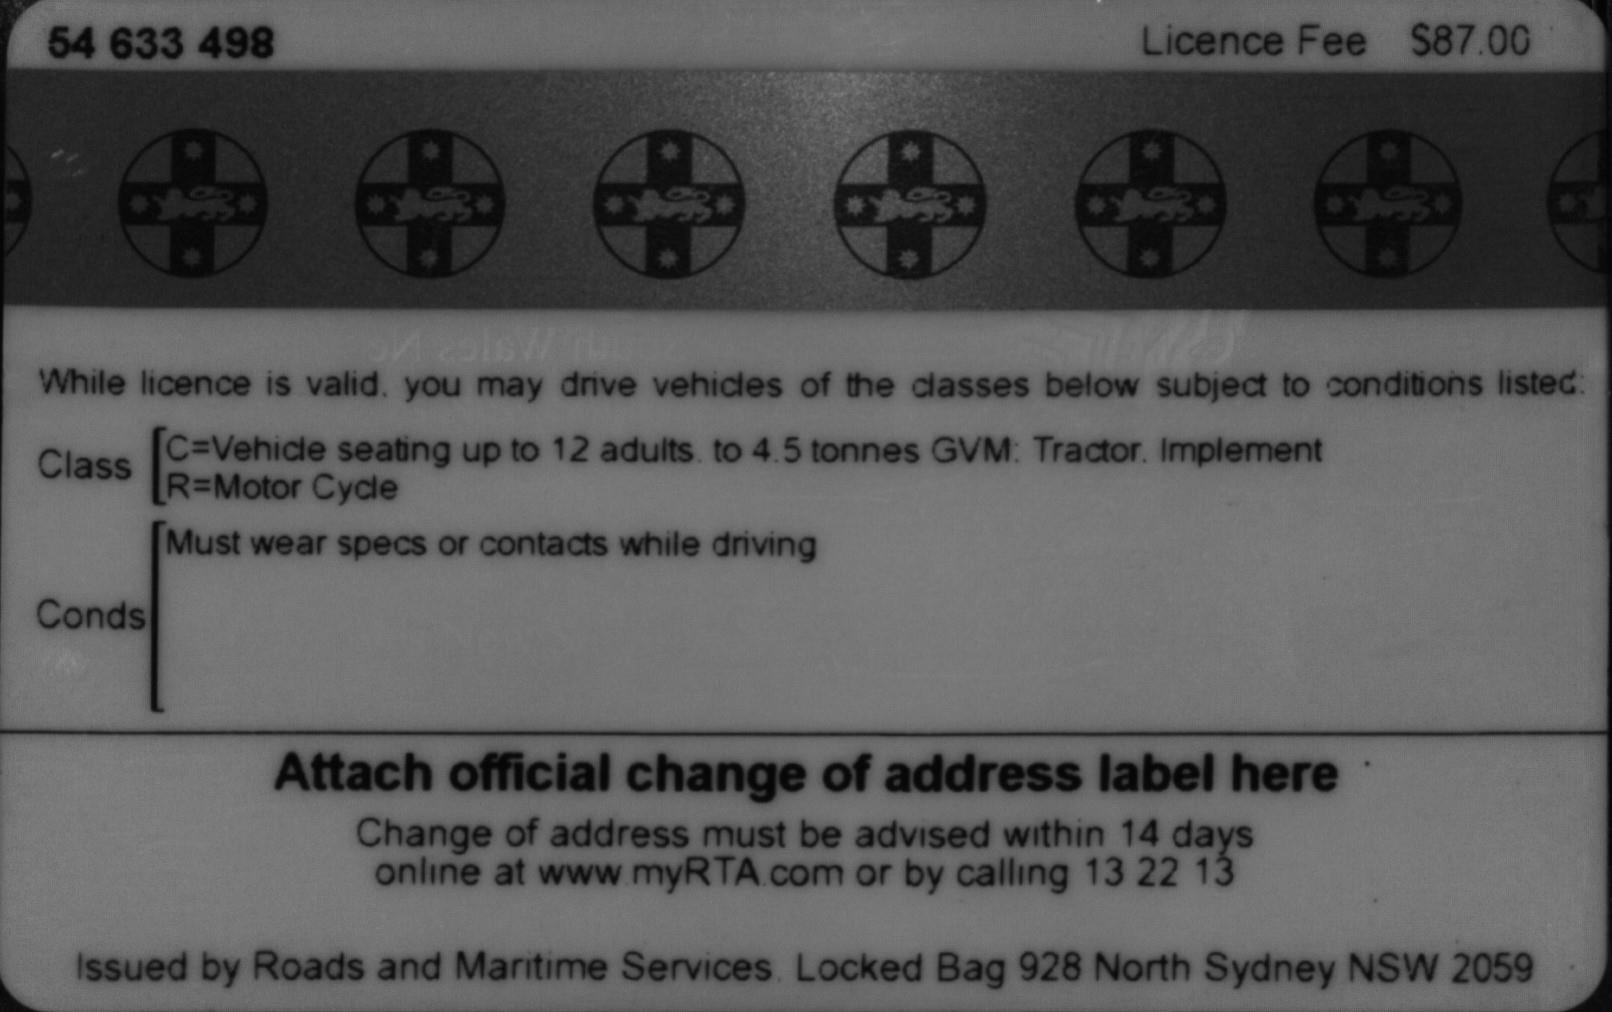 54 633 498
Licence Fee $87.00
While licence is valid, you may drive vehicles of the classes below subject to conditions listed:
Class
C=Vehicle seating up to 12 adults, to 4.5 tonnes GVM: Tractor, Implement
R=Motor Cycle
Conds
Must wear specs or contacts while driving
Attach official change of address label here
Change of address must be advised within 14 days
online at www.myRTA.com or by calling 13 22 13
Issued by Roads and Maritime Services, Locked Bag 928 North Sydney NSW 2059